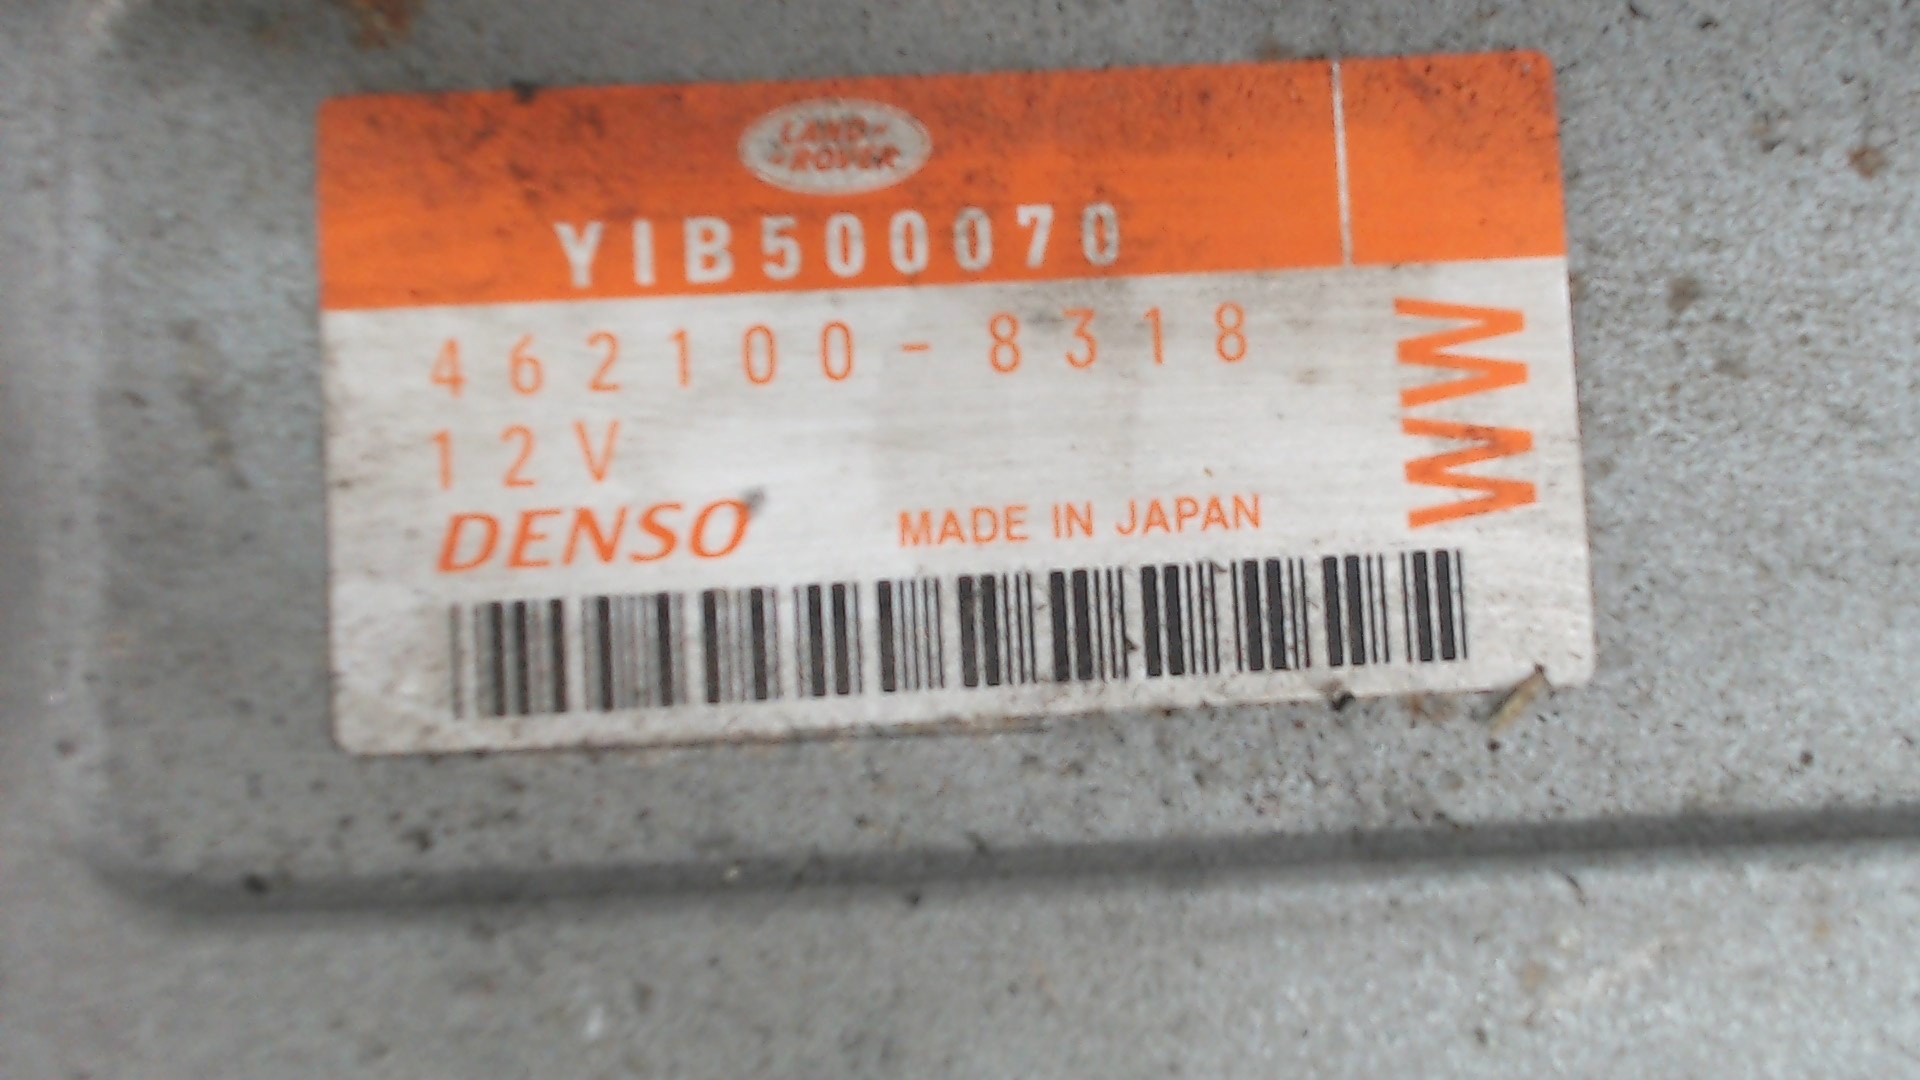 LAND-
-ROVER
YIB500070
462100-8318
12V
DENSO MADE IN JAPAN
WW